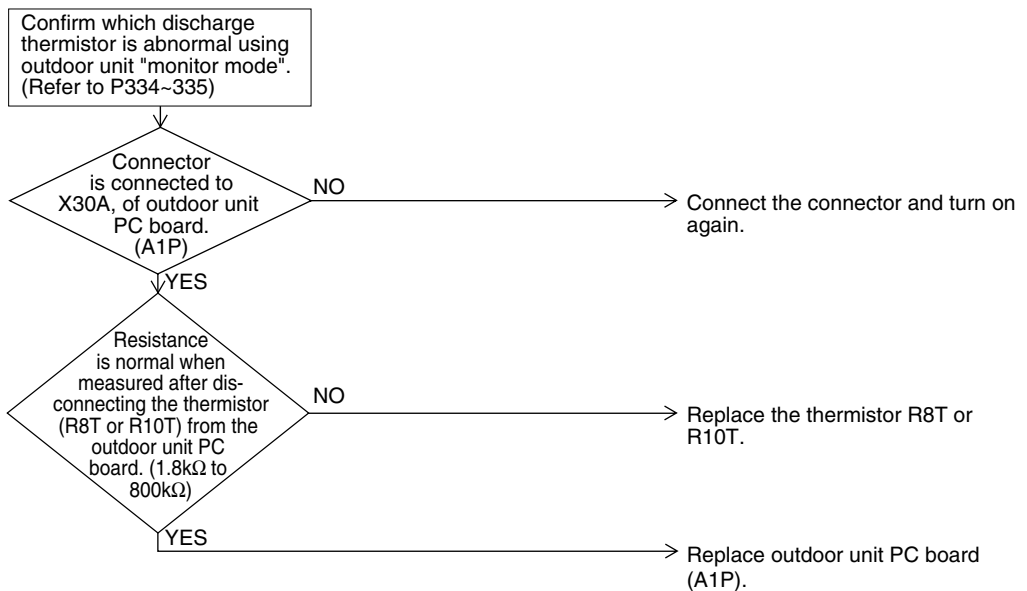 Confirm which discharge
thermistor is abnormal using
outdoor unit "monitor mode".
(Refer to P334~335)
Connector
is connected to
X30A, of outdoor unit
PC board.
(A1P)
NO
Connect the connector and turn on
again.
YES
Resistance
is normal when
measured after dis-
connecting the thermistor
(R8T or R10T) from the
outdoor unit PC
board. (1.8kΩ to
800kΩ)
NO
Replace the thermistor R8T or
R10T.
YES
Replace outdoor unit PC board
(A1P).